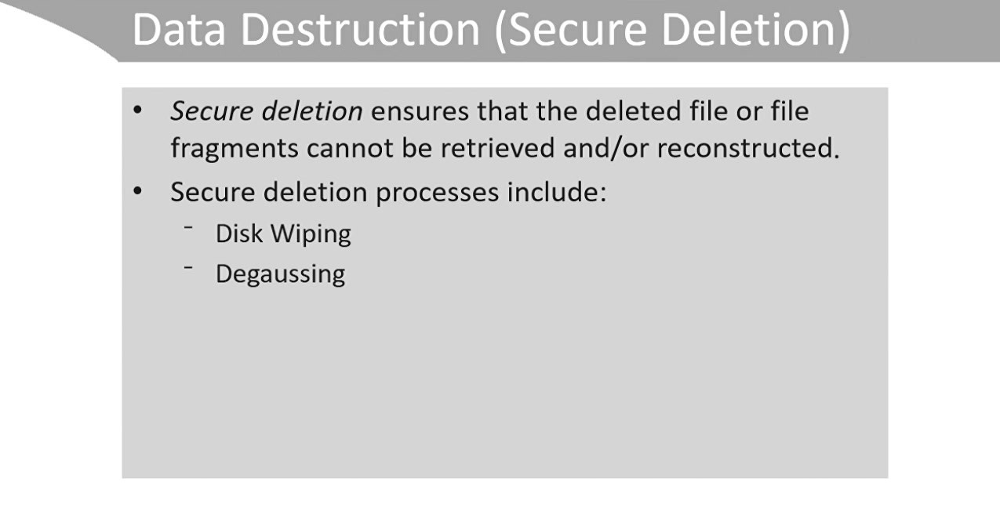 Data Destruction (Secure Deletion)
• Secure deletion ensures that the deleted file or file
fragments cannot be retrieved and/or reconstructed.
• Secure deletion processes include:
- Disk Wiping
- Degaussing